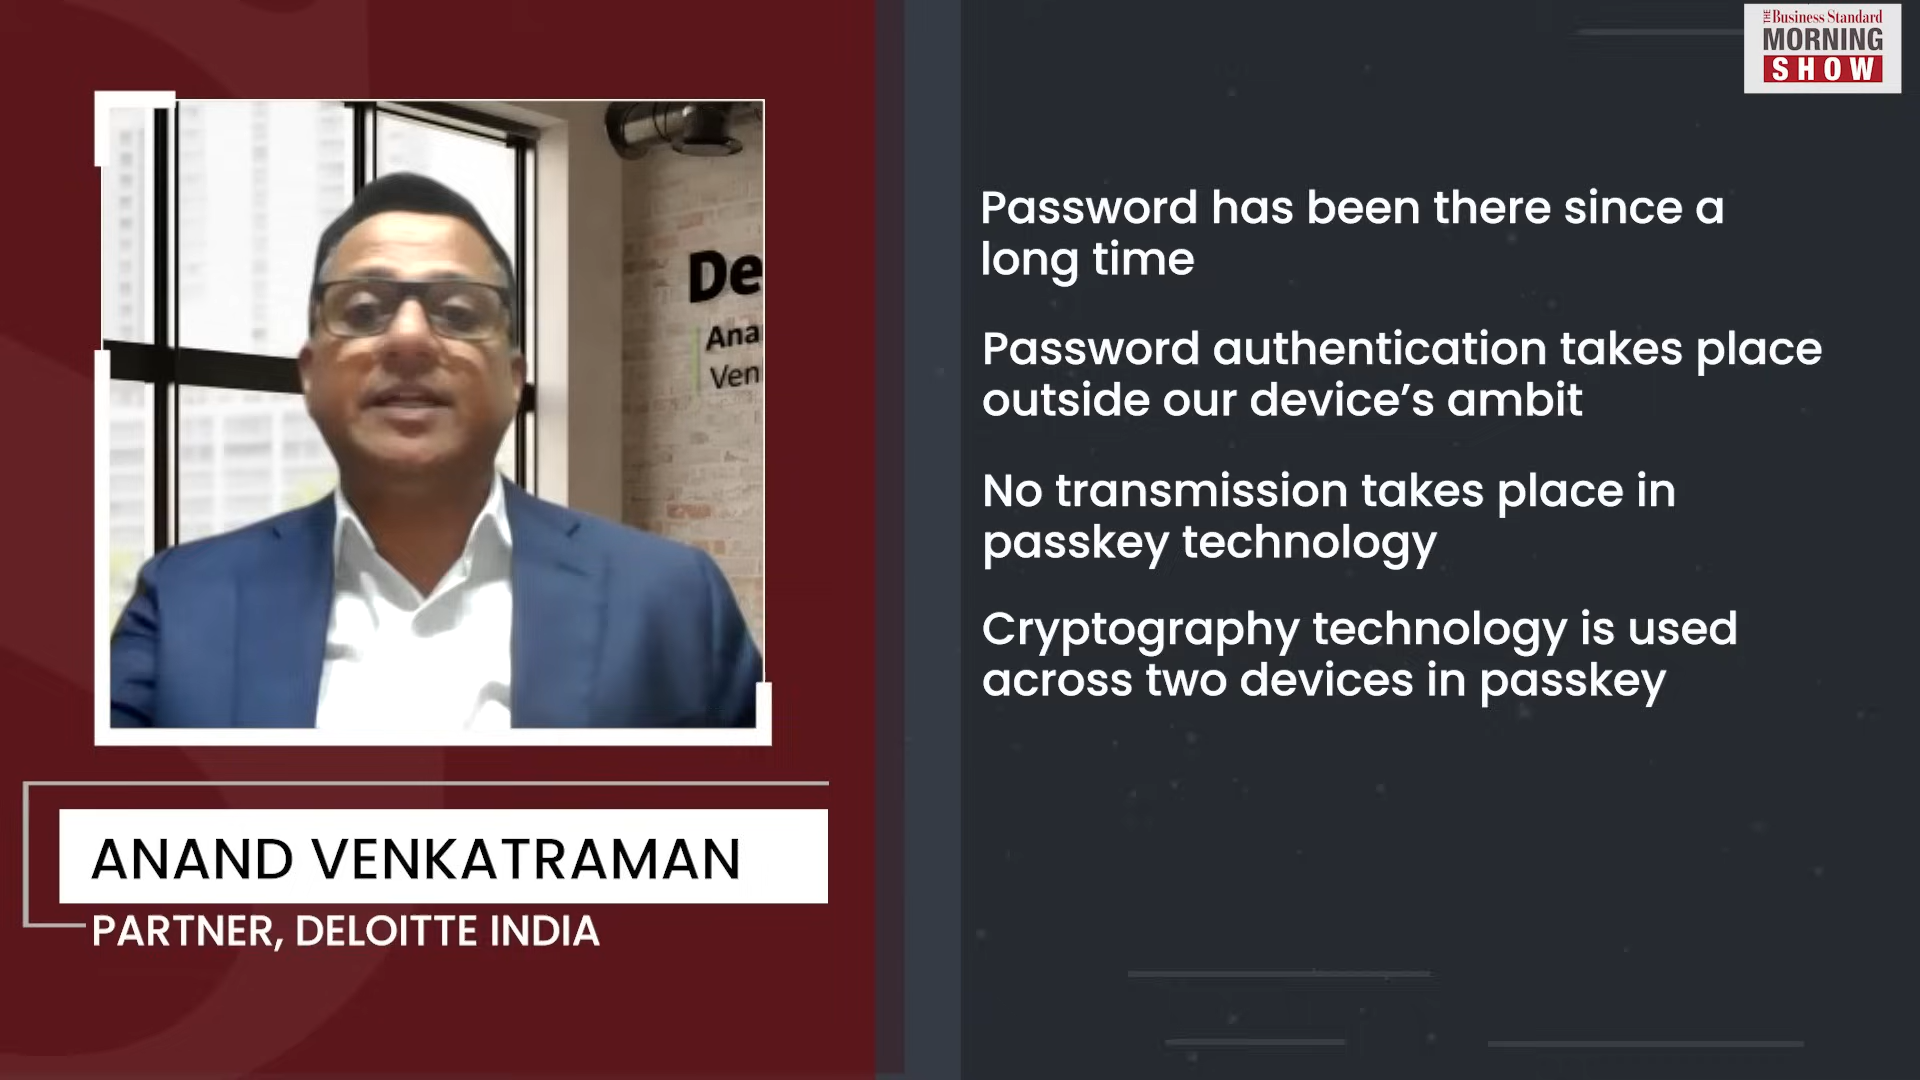 THE Business Standard
MORNING
SHOW
De
Ana
Ven
Password has been there since a
long time
Password authentication takes place
outside our device’s ambit
No transmission takes place in
passkey technology
Cryptography technology is used
across two devices in passkey
ANAND VENKATRAMAN
PARTNER, DELOITTE INDIA